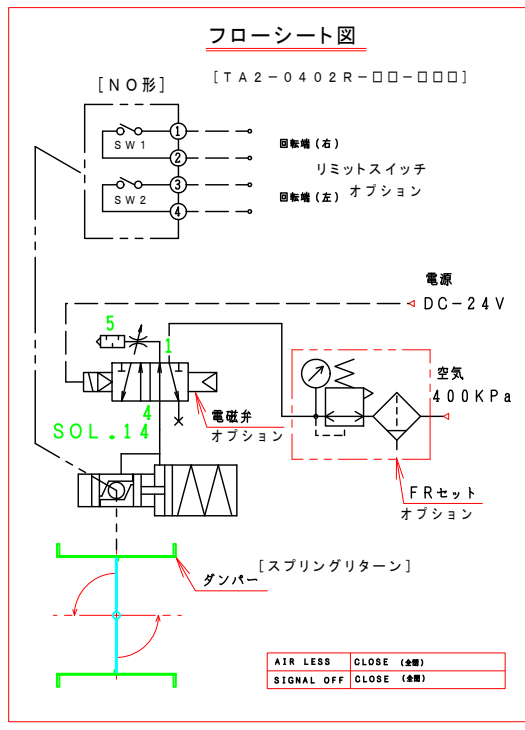 フローシート図
[NO形]
[TA2-0402R-□□-□□□]
SW1
1
2
回転端(右)
リミットスイッチ
オプション
SW2
3
4
回転端(左)
電源
DC-24V
5
1
4
SOL.14
電磁弁
オプション
空気
400KPa
FRセット
オプション
[スプリングリターン]
ダンパー
AIR LESS CLOSE (全閉)
SIGNAL OFF CLOSE (全閉)